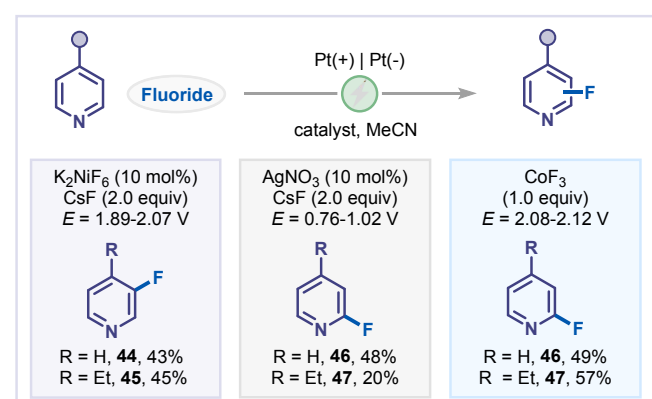 Pt(+) | Pt(-)
Fluoride
F
N
N
catalyst, MeCN
K₂NiF₆ (10 mol%)
CsF (2.0 equiv)
E = 1.89-2.07 V
R
F
N
R = H, 44, 43%
R = Et, 45, 45%
AgNO₃ (10 mol%)
CsF (2.0 equiv)
E = 0.76-1.02 V
R
N
F
R = H, 46, 48%
R = Et, 47, 20%
CoF₃
(1.0 equiv)
E = 2.08-2.12 V
R
N
F
R = H, 46, 49%
R = Et, 47, 57%